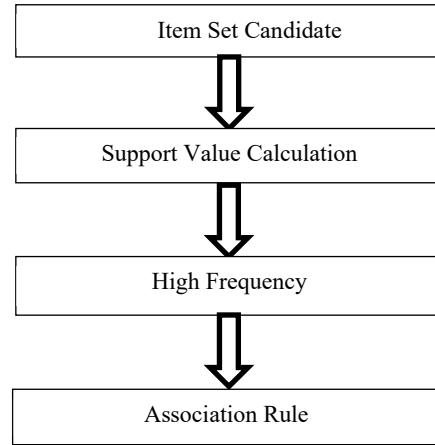 Item Set Candidate
Support Value Calculation
High Frequency
Association Rule